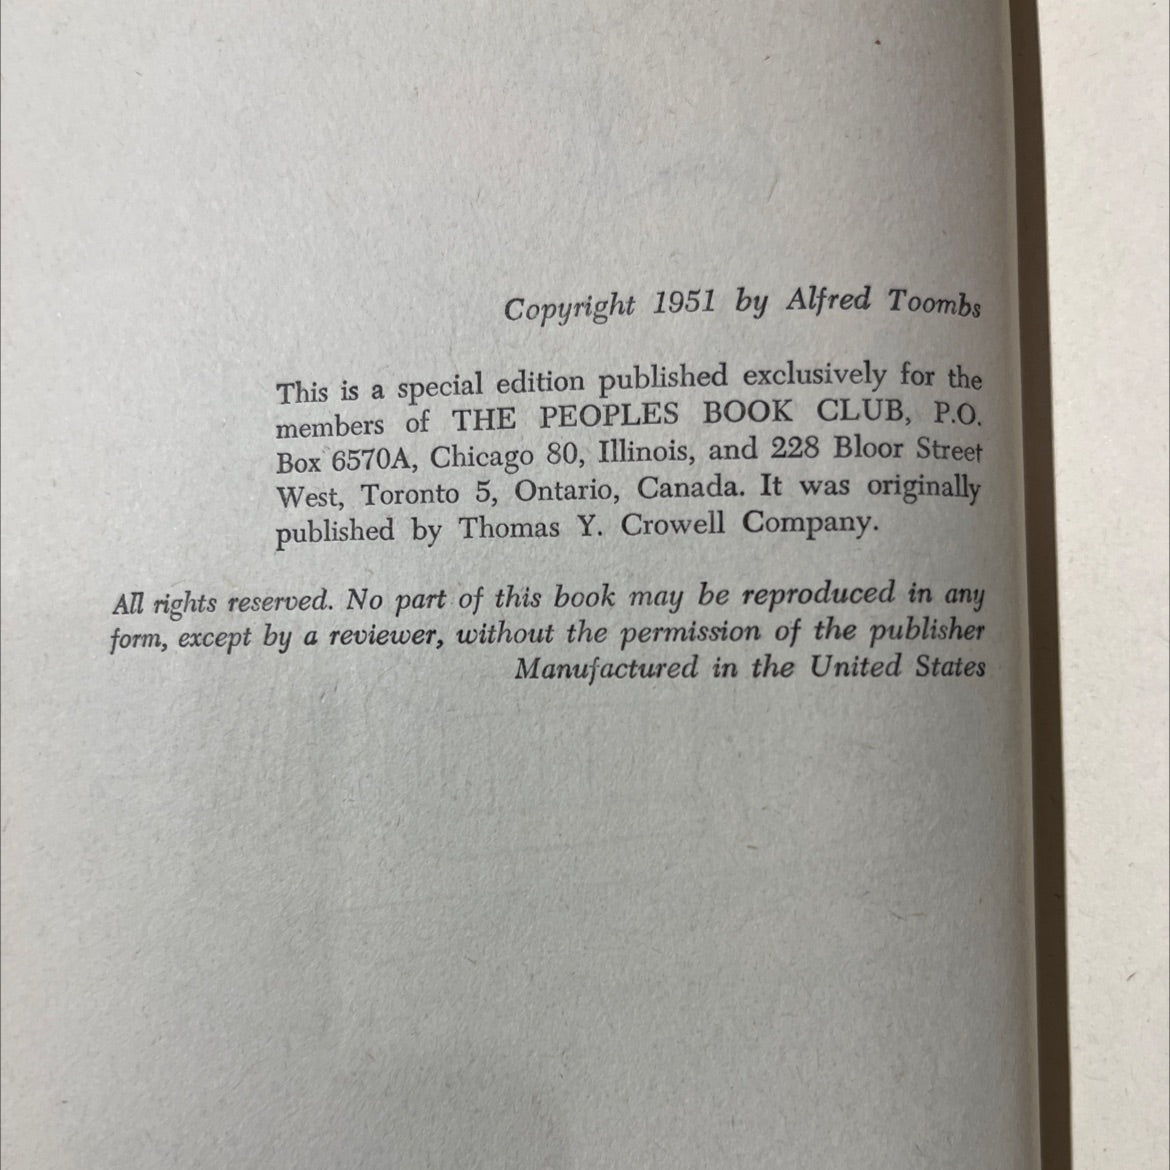 Copyright 1951 by Alfred Toombs
This is a special edition published exclusively for the
members of THE PEOPLES BOOK CLUB, P.O.
Box 6570A, Chicago 80, Illinois, and 228 Bloor Street
West, Toronto 5, Ontario, Canada. It was originally
published by Thomas Y. Crowell Company.
All rights reserved. No part of this book may be reproduced in any
form, except by a reviewer, without the permission of the publisher
Manufactured in the United States